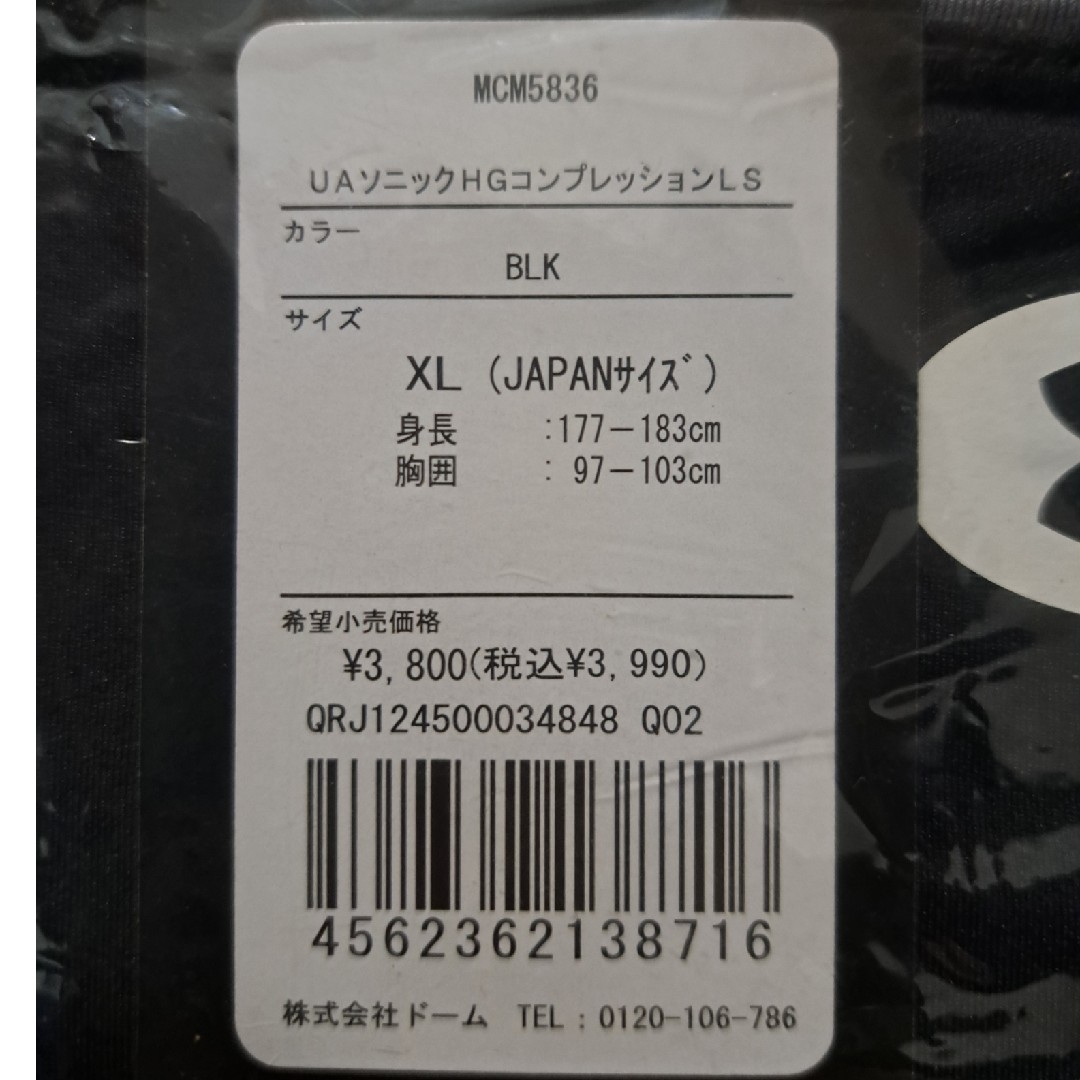 MCM5836
UAソニックHGコンプレッションLS
カラー
BLK
サイズ
XL (JAPANｻｲｽﾞ)
身長 :177－183cm
胸囲 : 97－103cm
希望小売価格
¥3,800(税込¥3,990)
QRJ124500034848 Q02
4562362138716
株式会社ドーム TEL : 0120-106-786